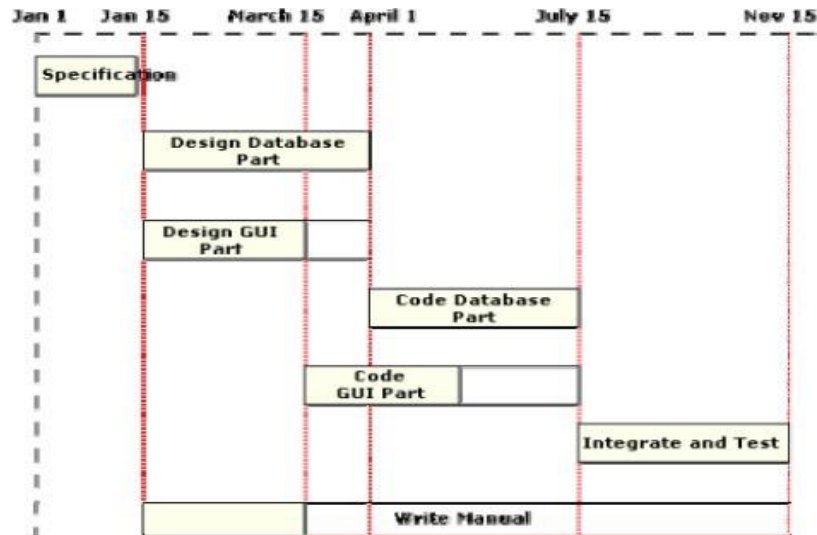 Jan 1 Jan 15 March 15 April 1 July 15 Nov 15
Specification
Design Database
Part
Design GUI
Part
Code Database
Part
Code
GUI Part
Integrate and Test
Write Manual